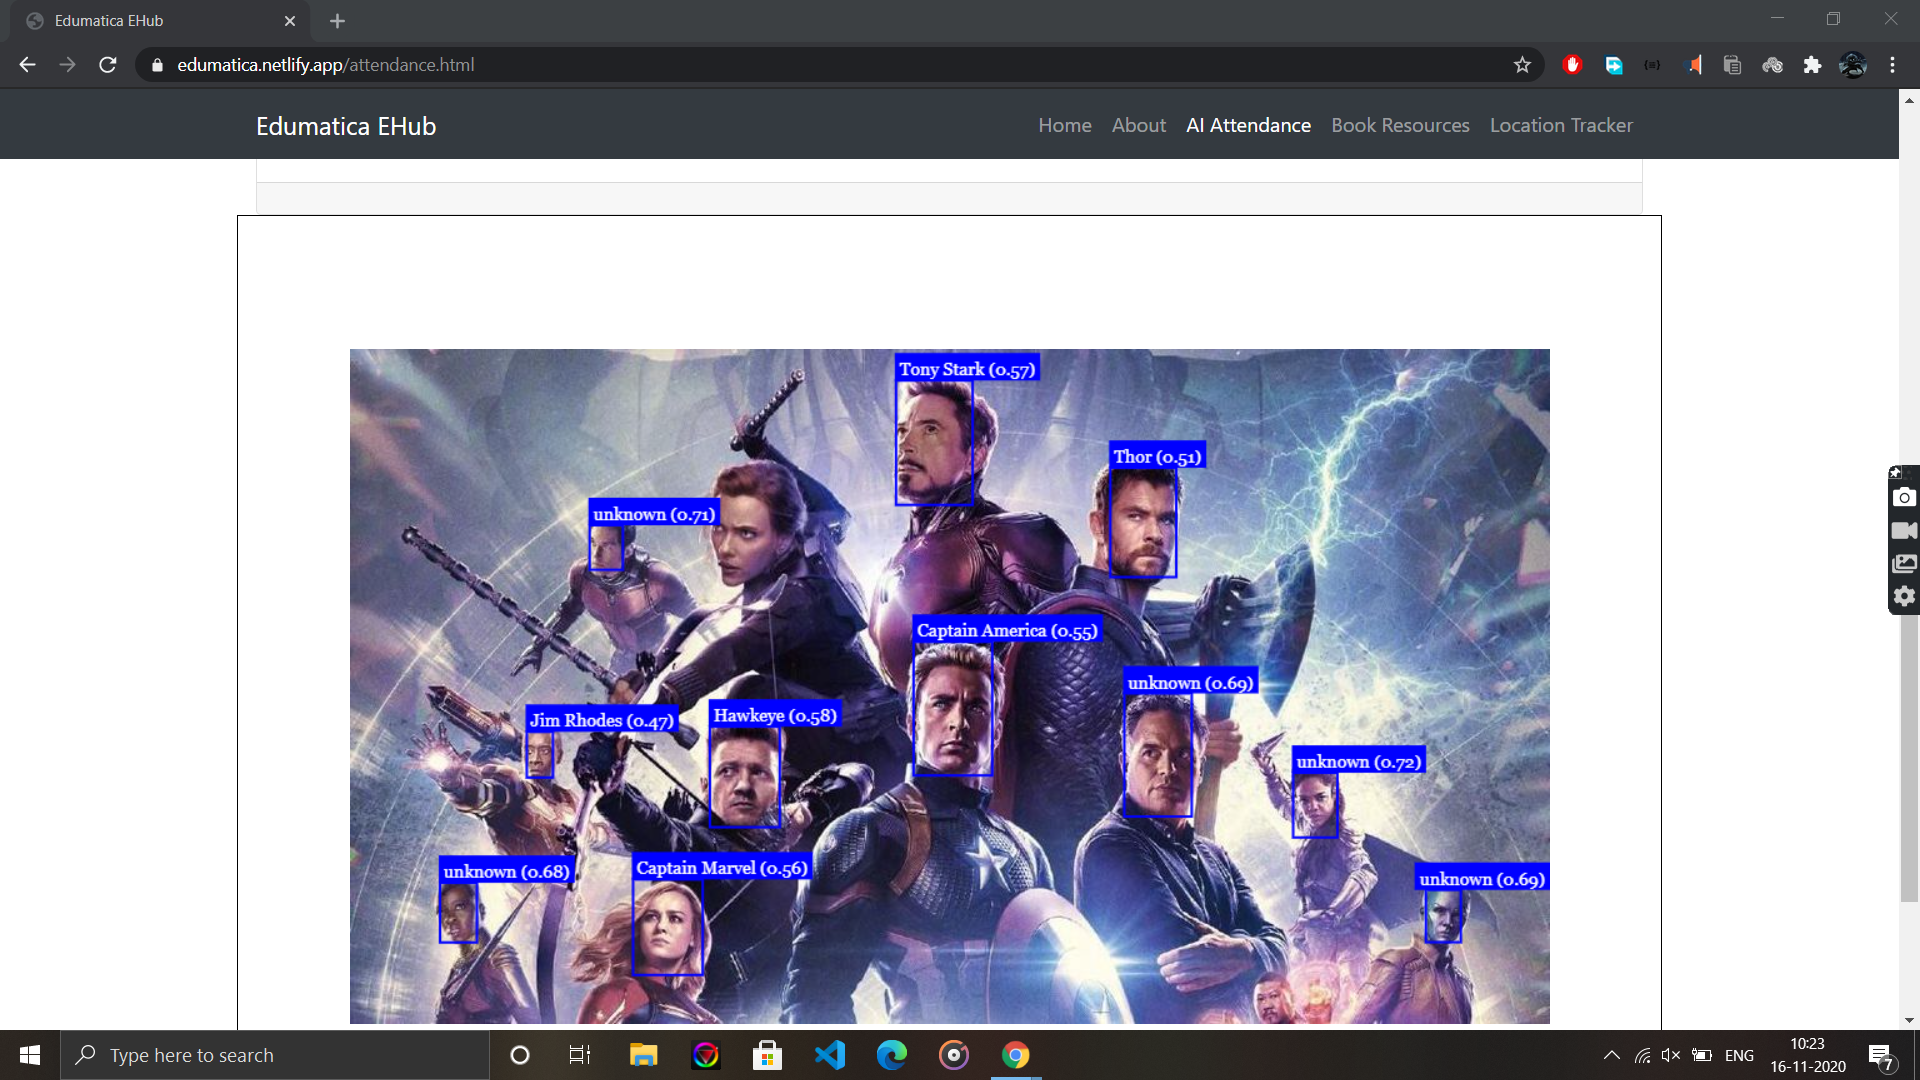 Edumatica EHub
edumatica.netlify.app/attendance.html
Edumatica EHub
Home About AI Attendance Book Resources Location Tracker
Tony Stark (0.57)
Thor (0.51)
unknown (0.71)
Captain America (0.55)
unknown (0.69)
Jim Rhodes (0.47)
Hawkeye (0.58)
unknown (0.72)
unknown (0.68)
Captain Marvel (0.56)
unknown (0.69)
Type here to search
ENG
10:23
16-11-2020
7